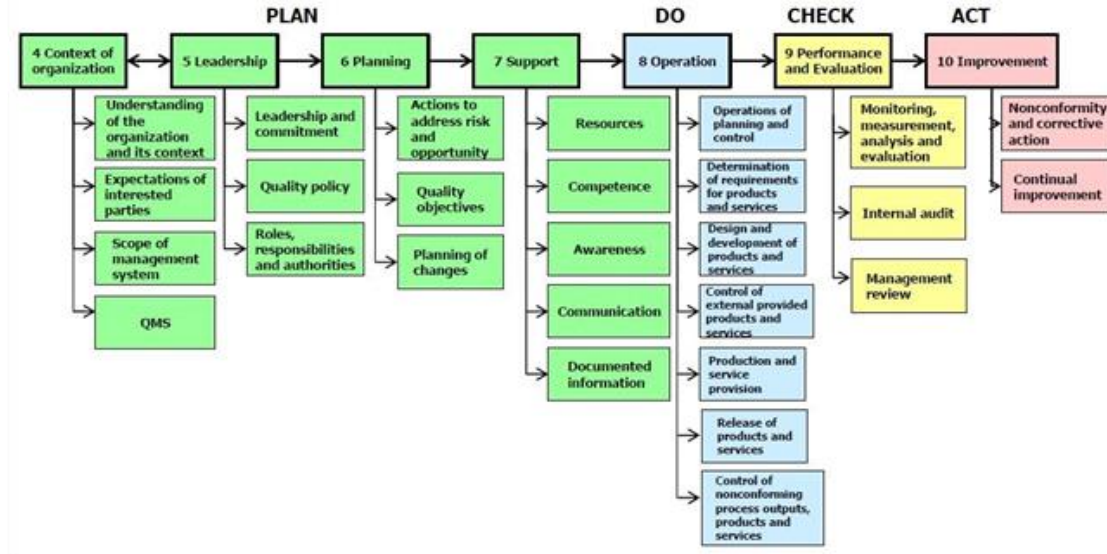 PLAN
DO
CHECK
ACT
4 Context of
organization
5 Leadership
6 Planning
7 Support
8 Operation
9 Performance
and Evaluation
10 Improvement
Understanding
of the
organization
and its context
Expectations of
interested
parties
Scope of
management
system
QMS
Leadership and
commitment
Quality policy
Roles,
responsibilities
and authorities
Actions to
address risk
and
opportunity
Quality
objectives
Planning of
changes
Resources
Competence
Awareness
Communication
Documented
information
Operations of
planning and
control
Determination
of requirements
for products
and services
Design and
development of
products and
services
Control of
external provided
products and
services
Production and
service
provision
Release of
products and
services
Control of
nonconforming
process outputs,
products and
services
Monitoring,
measurement,
analysis and
evaluation
Internal audit
Management
review
Nonconformity
and corrective
action
Continual
improvement